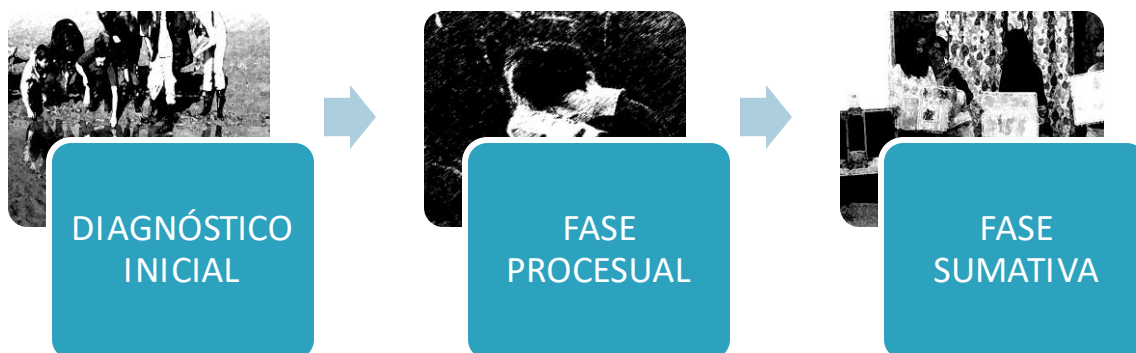 DIAGNÓSTICO
INICIAL
FASE
PROCESUAL
FASE
SUMATIVA